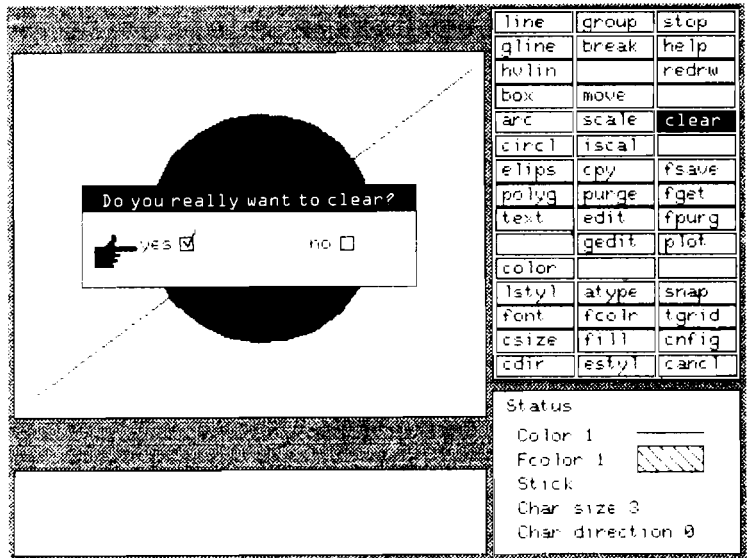 Do you really want to clear?
yes no
line group stop
gline break help
hvlin redrw
box move
arc scale clear
circl iscal
elips cpy fsave
polyg purge fget
text edit fpurg
gedit plot
color
lstyl atype snap
font fcolr tgrid
csize fill cnfig
cdir estyl cancl
Status
Color 1
Fcolor 1
Stick
Char size 3
Char direction 0